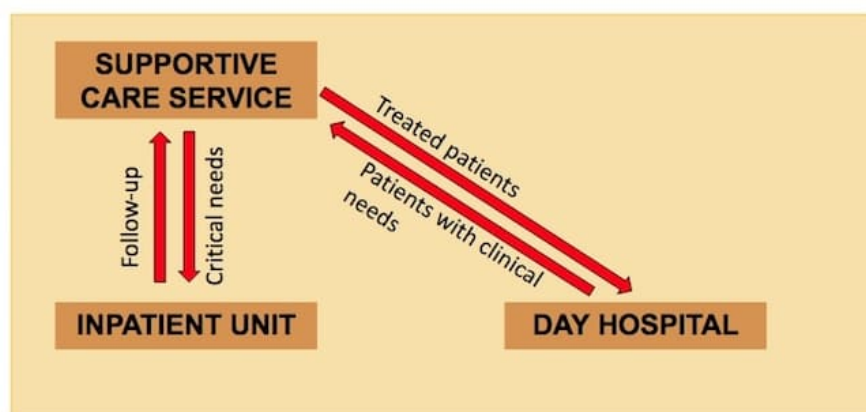 SUPPORTIVE
CARE SERVICE
Treated patients
Patients with clinical
needs
Follow-up
Critical needs
INPATIENT UNIT
DAY HOSPITAL